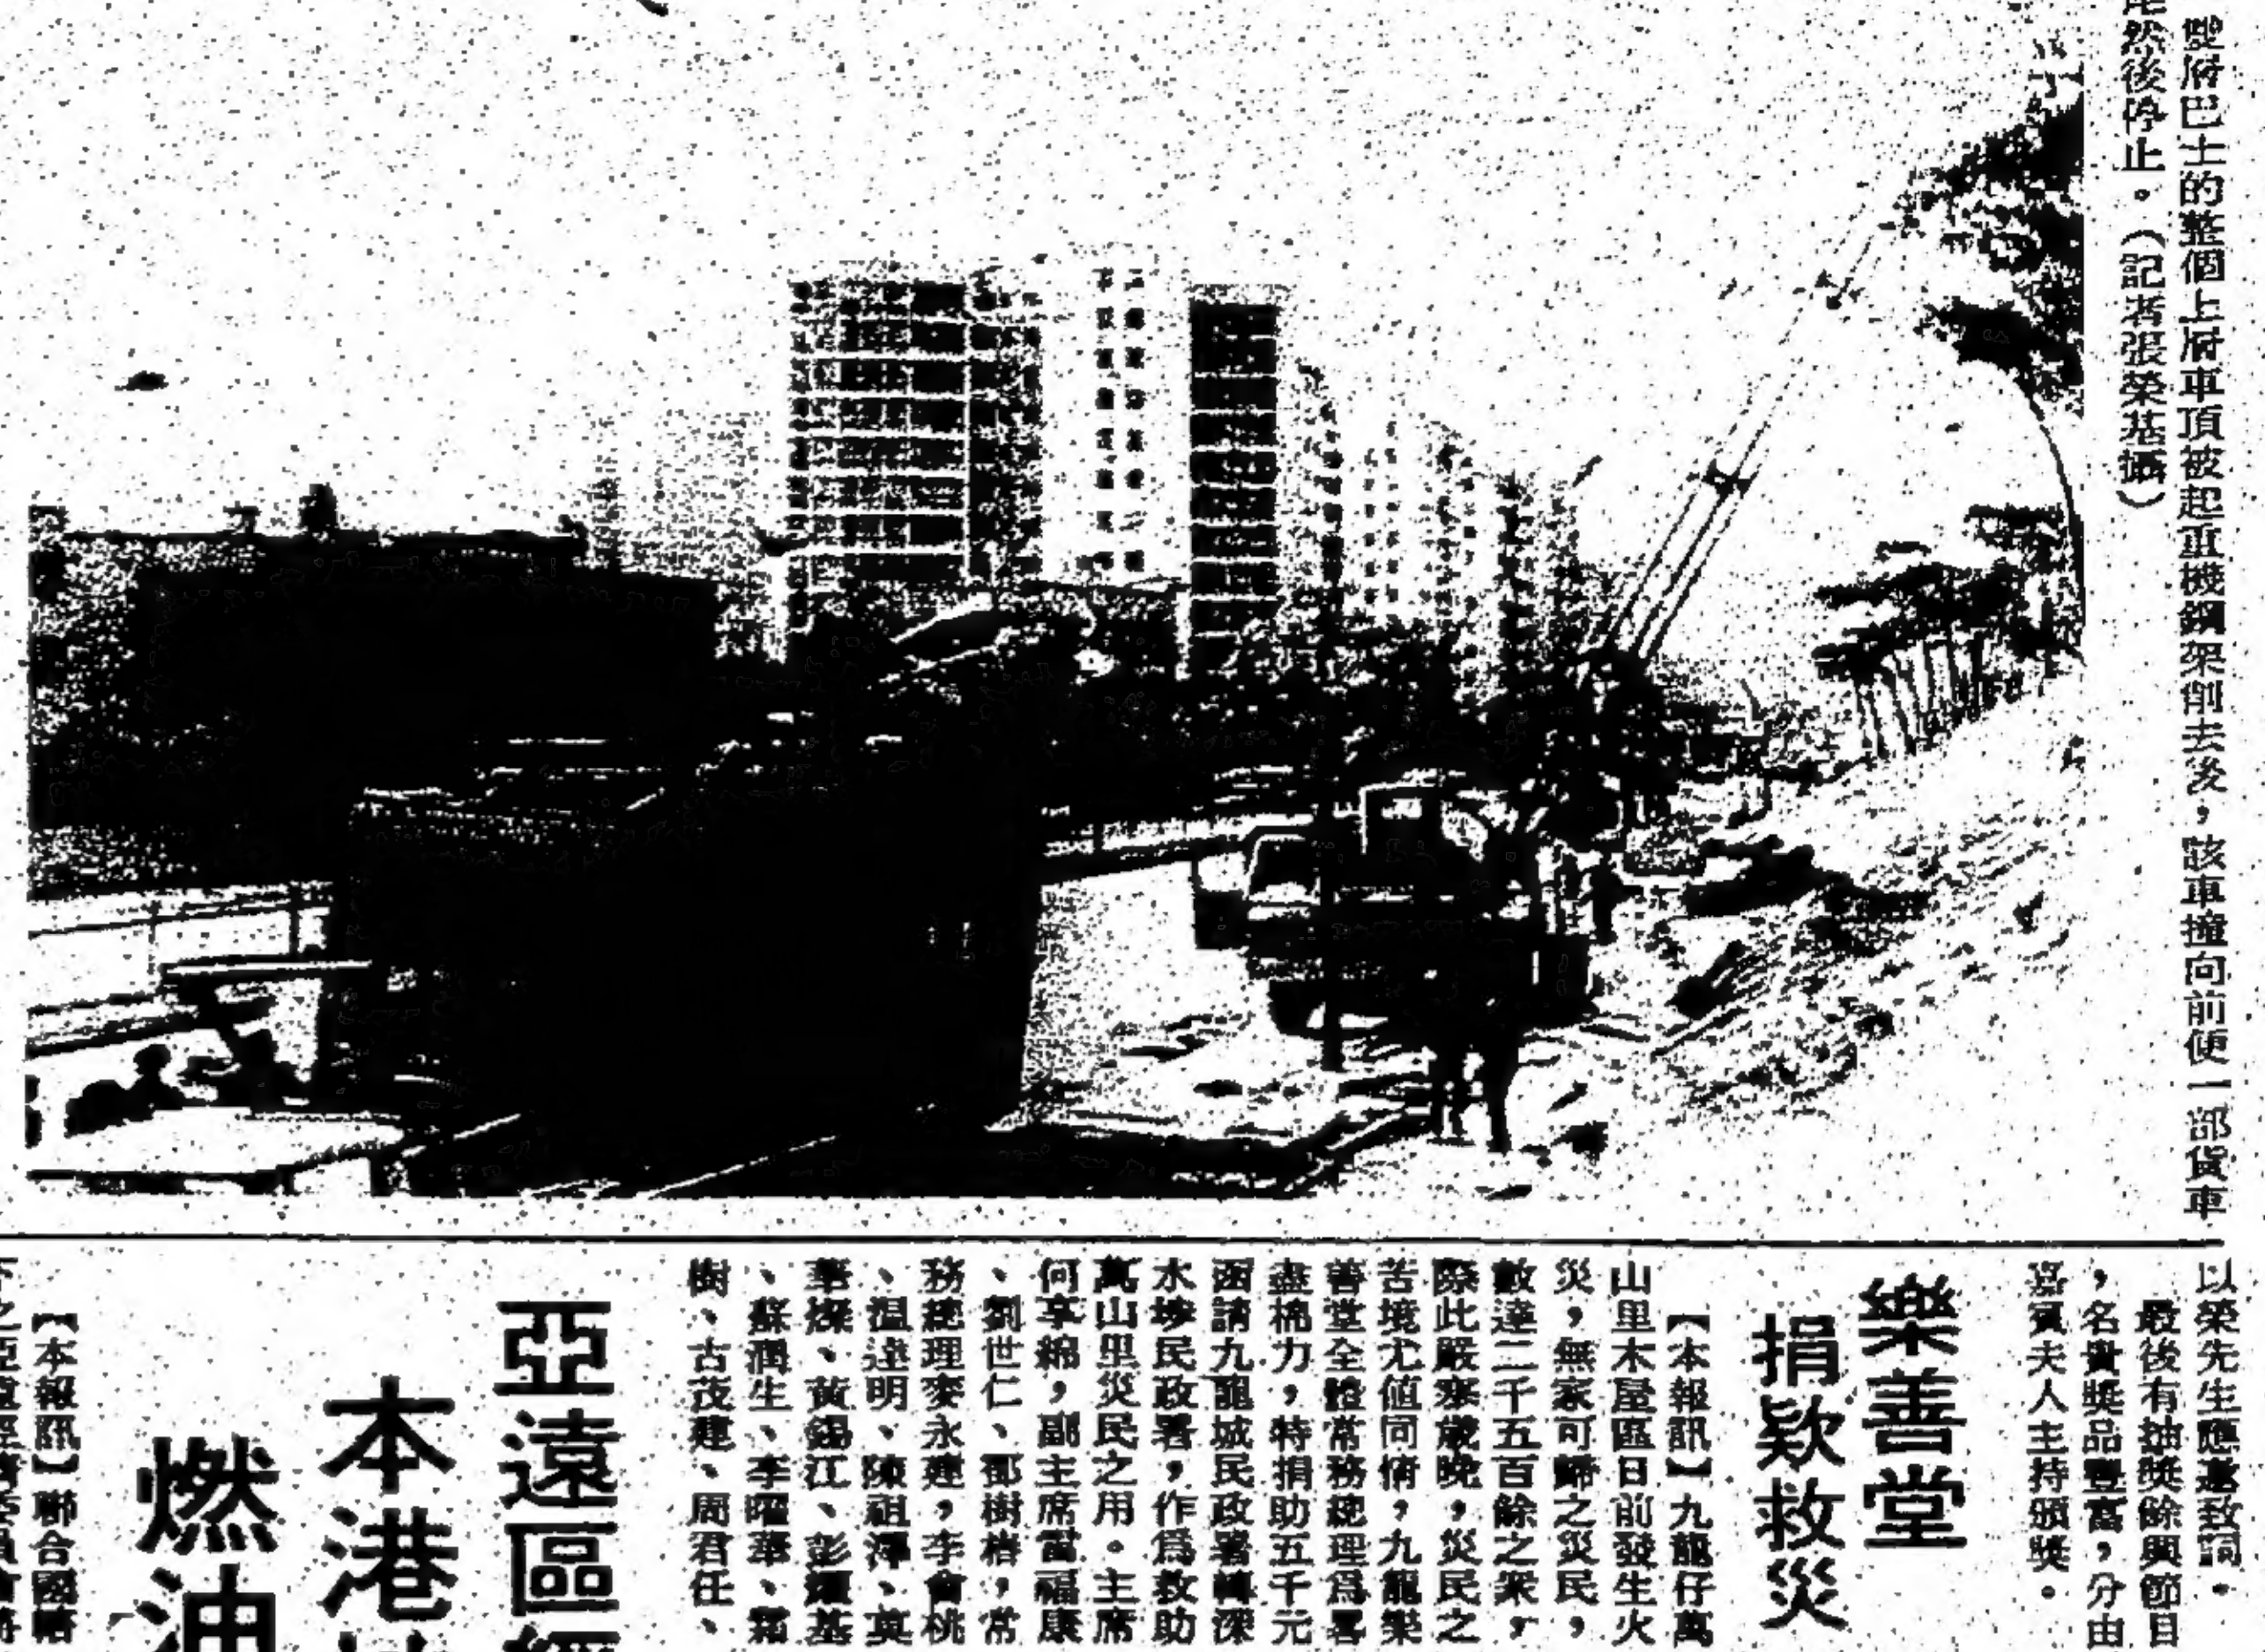 雙層巴士的整個上層車頂被起重機鋼架削去後，該車撞向前便一部貨車
尾然後停止。（記者張榮基攝）
以榮先生應邀致詞。
最後有抽獎餘興節目
，名貴獎品豐富，分由
嘉賓夫人主持頒獎。
樂善堂
捐欵救災
【本報訊】九龍仔萬
山里木屋區日前發生火
災，無家可歸之災民，
數達二千五百餘之衆，
際此嚴寒歲晚，災民之
苦境尤值同情，九龍樂
善堂全體常務總理爲畧
盡棉力，特捐助五千元
函請九龍城民政署轉深
水埗民政署，作爲救助
萬山里災民之用。主席
何享綿，副主席雷福康
、劉世仁、鄧樹椿，常
務總理麥永建，李會桃
、溫達明、陳祖澤、莫
華燦、黃錫江、彭耀基
、蘇潤生、李曜華、霜
樹、古茂建、周君任、
亞遠區經
本港
燃油
【本報訊】聯合國